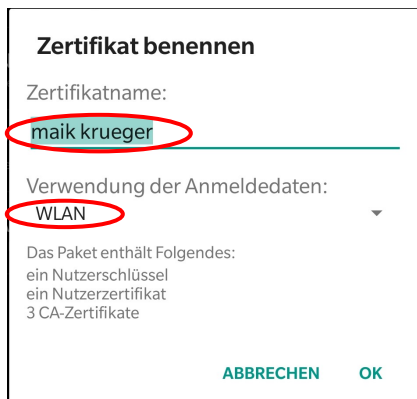 Zertifikat benennen
Zertifikatname:
maik krueger
Verwendung der Anmeldedaten:
WLAN
Das Paket enthält Folgendes:
ein Nutzerschlüssel
ein Nutzerzertifikat
3 CA-Zertifikate
ABBRECHEN OK